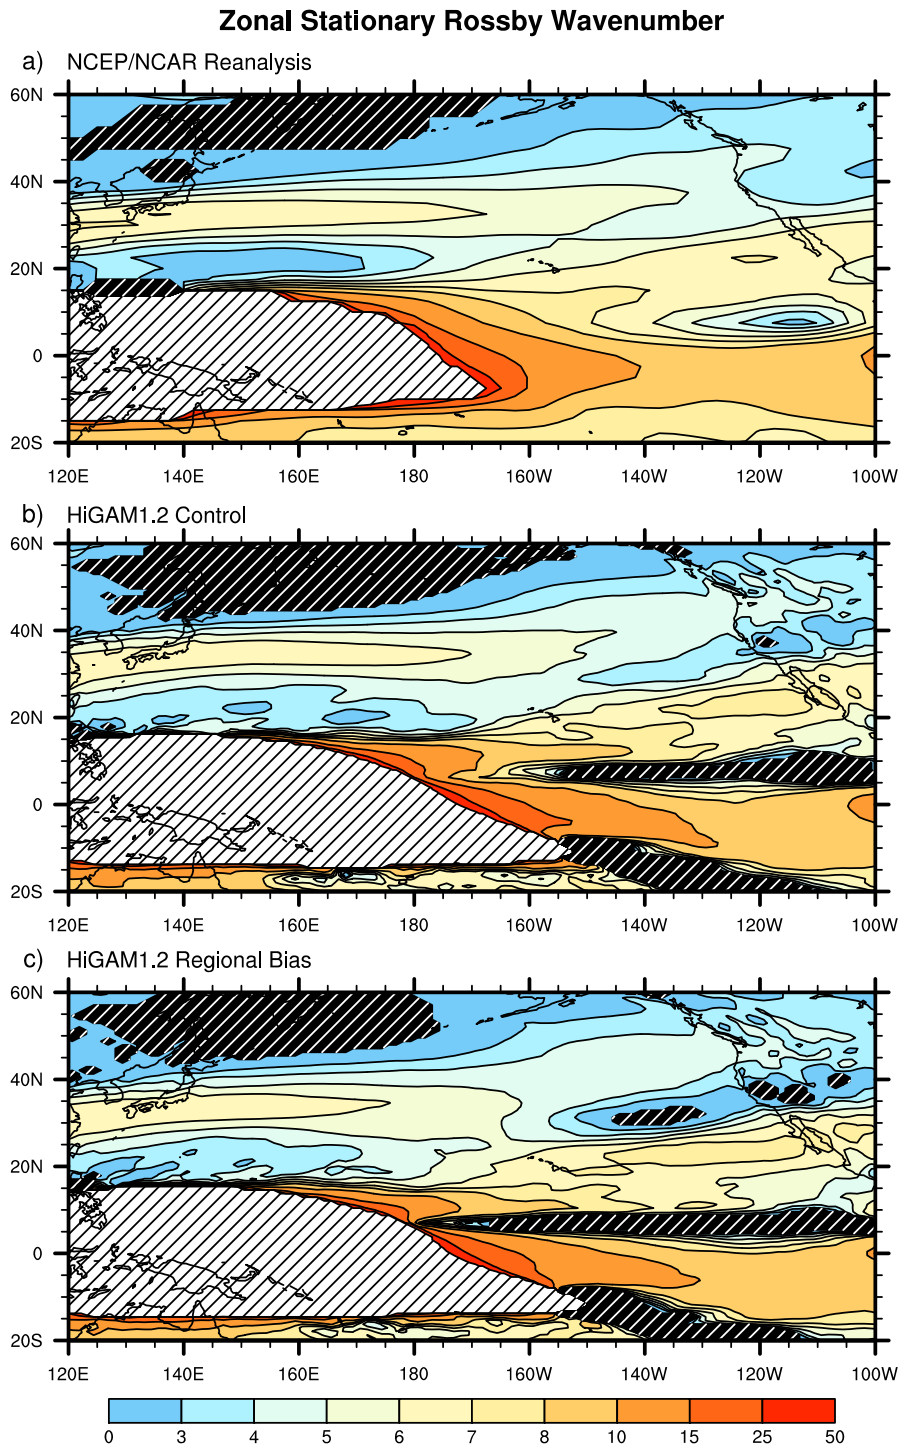 Zonal Stationary Rossby Wavenumber
a) NCEP/NCAR Reanalysis
60N
40N
20N
0
20S
120E 140E 160E 180 160W 140W 120W 100W
b) HiGAM1.2 Control
60N
40N
20N
0
20S
120E 140E 160E 180 160W 140W 120W 100W
c) HiGAM1.2 Regional Bias
60N
40N
20N
0
20S
120E 140E 160E 180 160W 140W 120W 100W
0 3 4 5 6 7 8 10 15 25 50